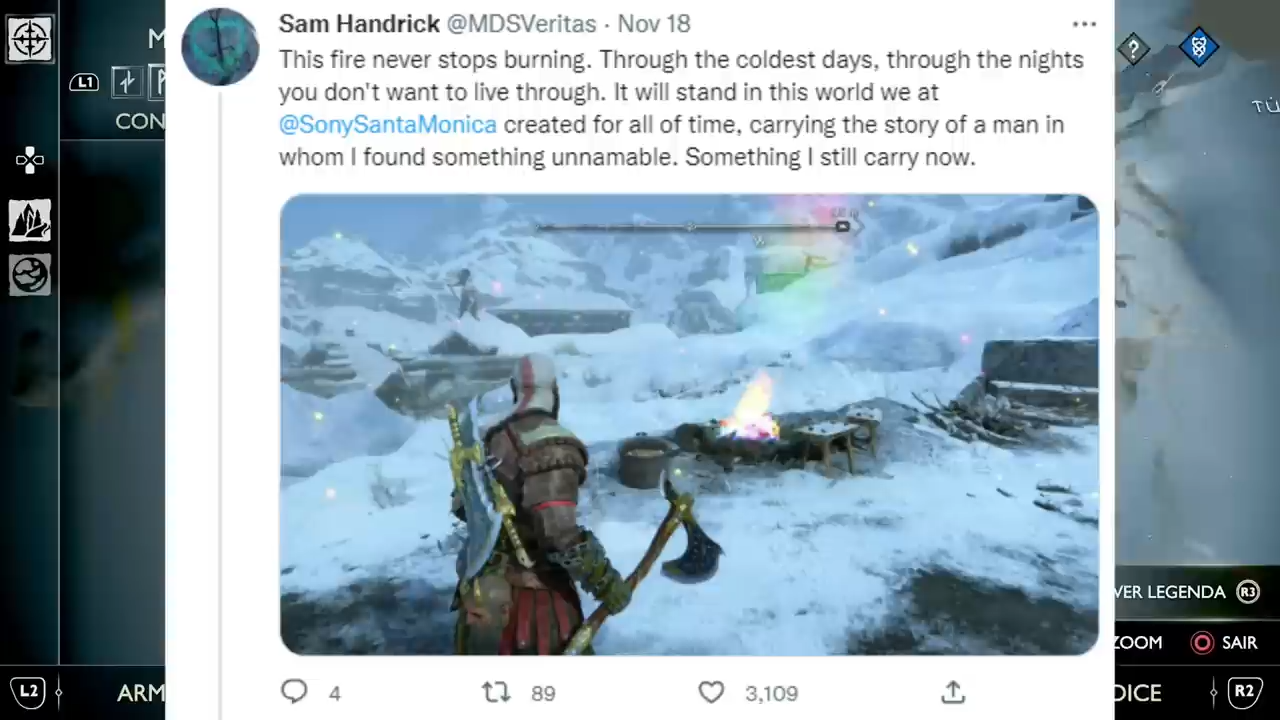 Sam Handrick @MDSVeritas · Nov 18
This fire never stops burning. Through the coldest days, through the nights
you don't want to live through. It will stand in this world we at
@SonySantaMonica created for all of time, carrying the story of a man in
whom I found something unnamable. Something I still carry now.
4 89 3,109
M
L1
CON
L2 ARM
?
TÚ
VER LEGENDA R3
ZOOM SAIR
DICE R2